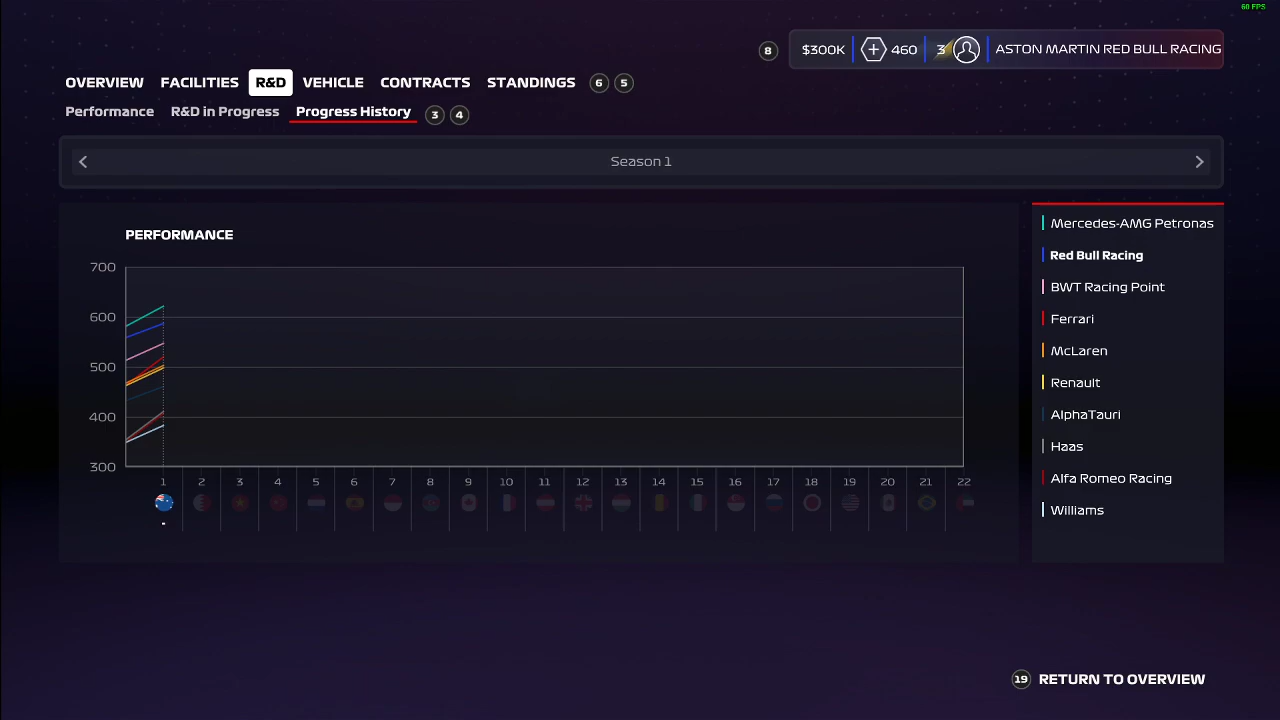 60 FPS
8 $300K 460 3 ASTON MARTIN RED BULL RACING
OVERVIEW FACILITIES R&D VEHICLE CONTRACTS STANDINGS 6 5
Performance R&D in Progress Progress History 3 4
Season 1
PERFORMANCE
700
600
500
400
300
1 2 3 4 5 6 7 8 9 10 11 12 13 14 15 16 17 18 19 20 21 22
-
Mercedes-AMG Petronas
Red Bull Racing
BWT Racing Point
Ferrari
McLaren
Renault
AlphaTauri
Haas
Alfa Romeo Racing
Williams
19 RETURN TO OVERVIEW